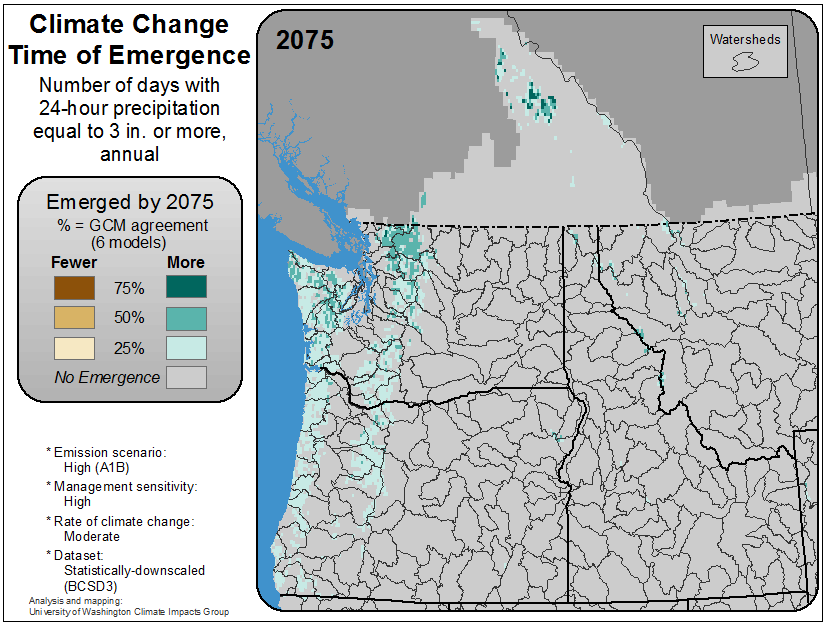 Climate Change
Time of Emergence
Number of days with
24-hour precipitation
equal to 3 in. or more,
annual
Emerged by 2075
% = GCM agreement
(6 models)
Fewer More
75%
50%
25%
No Emergence
* Emission scenario:
High (A1B)
* Management sensitivity:
High
* Rate of climate change:
Moderate
* Dataset:
Statistically-downscaled
(BCSD3)
Analysis and mapping:
University of Washington Climate Impacts Group
2075
Watersheds